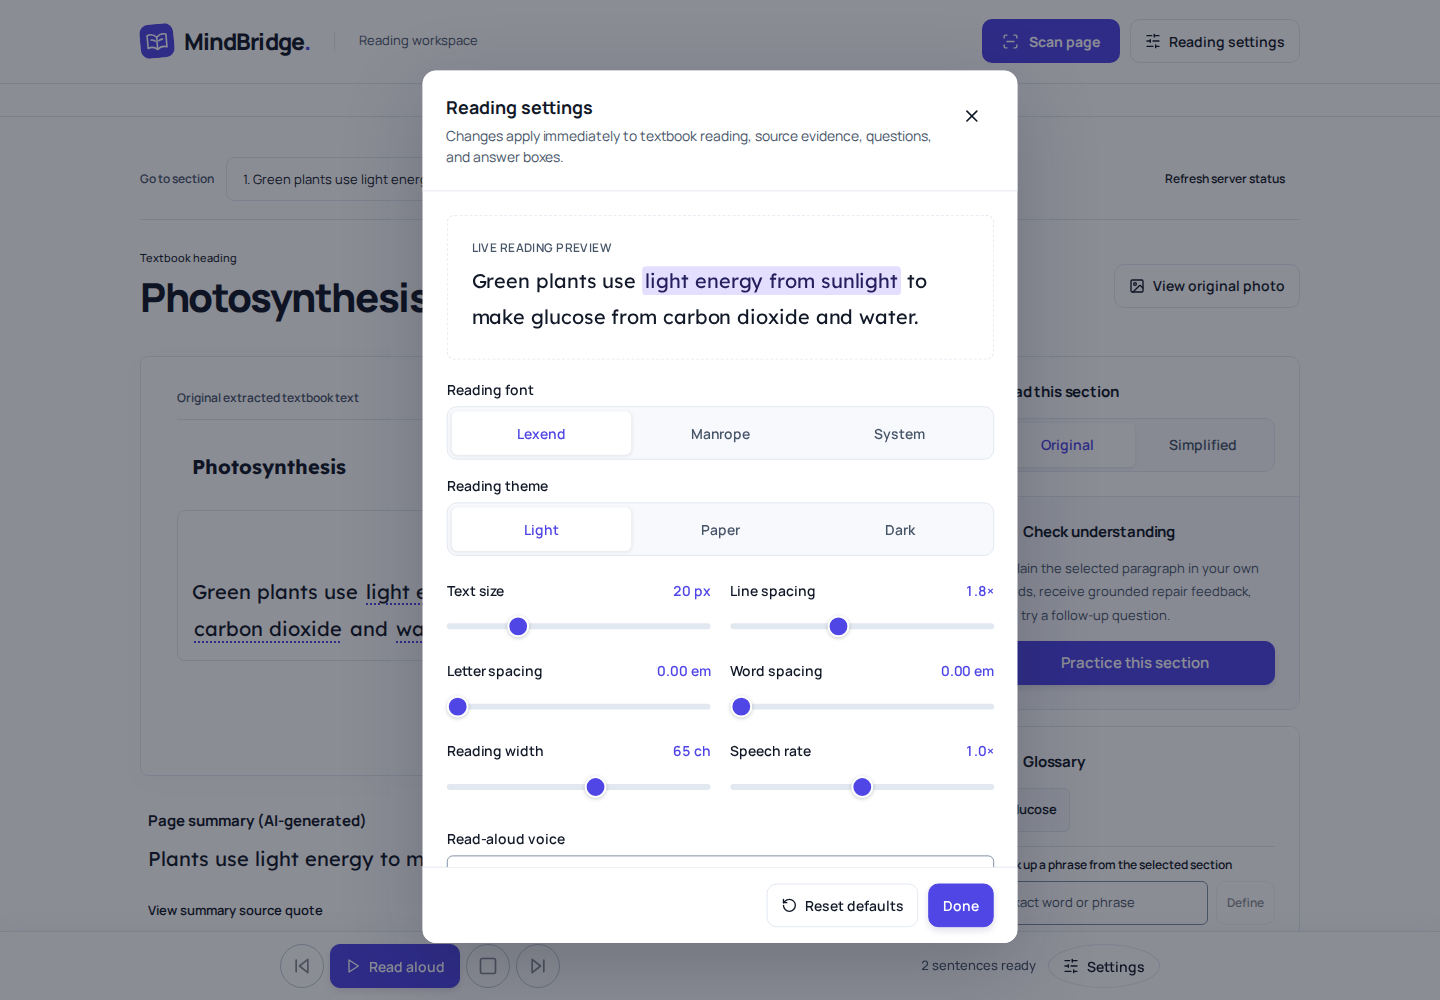 MindBridge.
Reading workspace
Scan page
Reading settings
Go to section
1. Green plants use light energ
Refresh server status
Textbook heading
Photosynthesis
View original photo
Original extracted textbook text
Photosynthesis
Green plants use light e
carbon dioxide and wa
Page summary (AI-generated)
Plants use light energy to m
View summary source quote
Reading settings
Changes apply immediately to textbook reading, source evidence, questions,
and answer boxes.
LIVE READING PREVIEW
Green plants use light energy from sunlight to
make glucose from carbon dioxide and water.
Reading font
Lexend
Manrope
System
Reading theme
Light
Paper
Dark
Text size
20 px
Line spacing
1.8×
Letter spacing
0.00 em
Word spacing
0.00 em
Reading width
65 ch
Speech rate
1.0×
Read-aloud voice
Reset defaults
Done
ad this section
Original
Simplified
Check understanding
lain the selected paragraph in your own
ds, receive grounded repair feedback,
try a follow-up question.
Practice this section
Glossary
lucose
k up a phrase from the selected section
xact word or phrase
Define
Read aloud
2 sentences ready
Settings